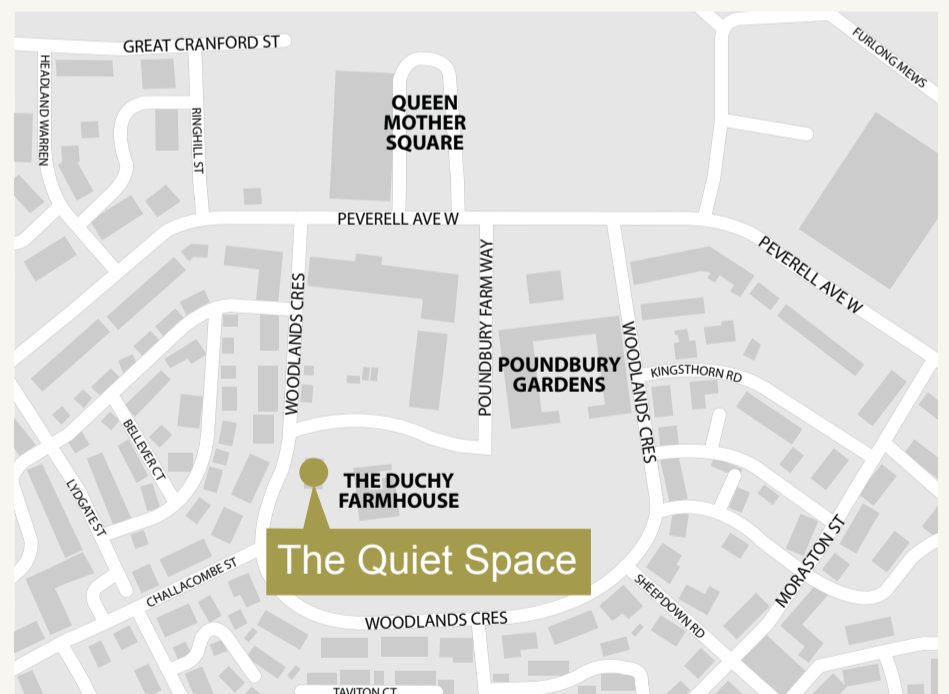 GREAT CRANFORD ST
FURLONG MEWS
HEADLAND WARREN
RINGHILL ST
QUEEN
MOTHER
SQUARE
PEVERELL AVE W
PEVERELL AVE W
WOODLANDS CRES
POUNDBURY FARM WAY
WOODLANDS CRES
POUNDBURY
GARDENS
KINGSTHORN RD
BELLEVER CT
LYDGATE ST
THE DUCHY
FARMHOUSE
The Quiet Space
CHALLACOMBE ST
MORASTON ST
SHEEPDOWN RD
WOODLANDS CRES
TAVITON CT